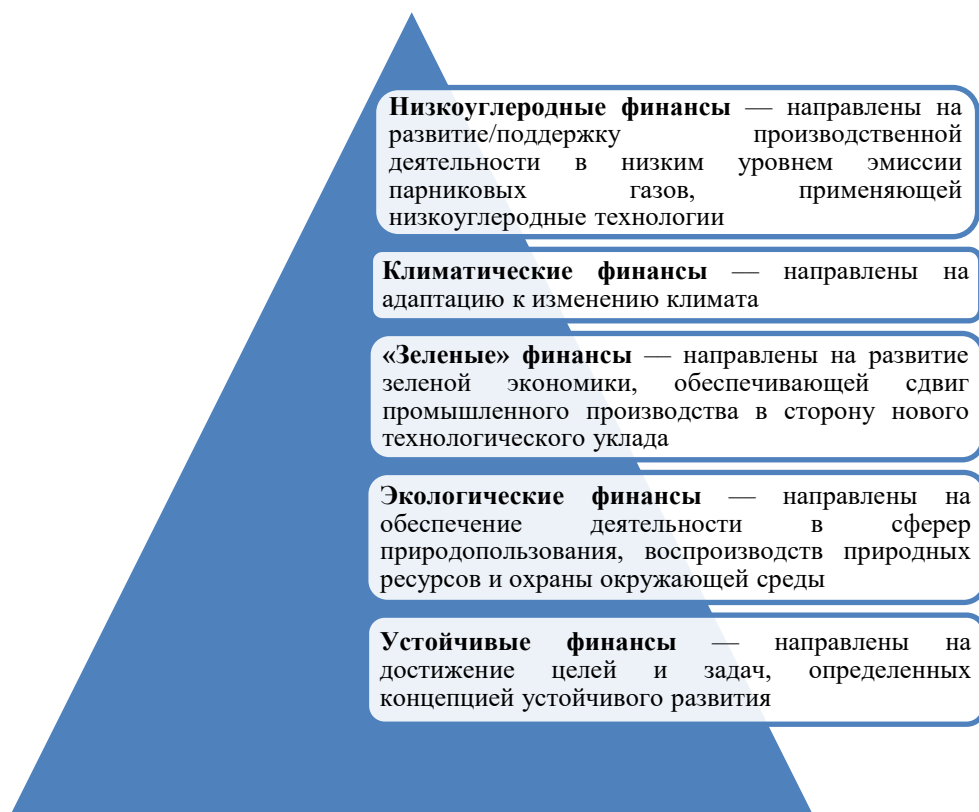 Низкоуглеродные финансы — направлены на
развитие/поддержку производственной
деятельности в низким уровнем эмиссии
парниковых газов, применяющей
низкоуглеродные технологии
Климатические финансы — направлены на
адаптацию к изменению климата
«Зеленые» финансы — направлены на развитие
зеленой экономики, обеспечивающей сдвиг
промышленного производства в сторону нового
технологического уклада
Экологические финансы — направлены на
обеспечение деятельности в сферер
природопользования, воспроизводств природных
ресурсов и охраны окружающей среды
Устойчивые финансы — направлены на
достижение целей и задач, определенных
концепцией устойчивого развития